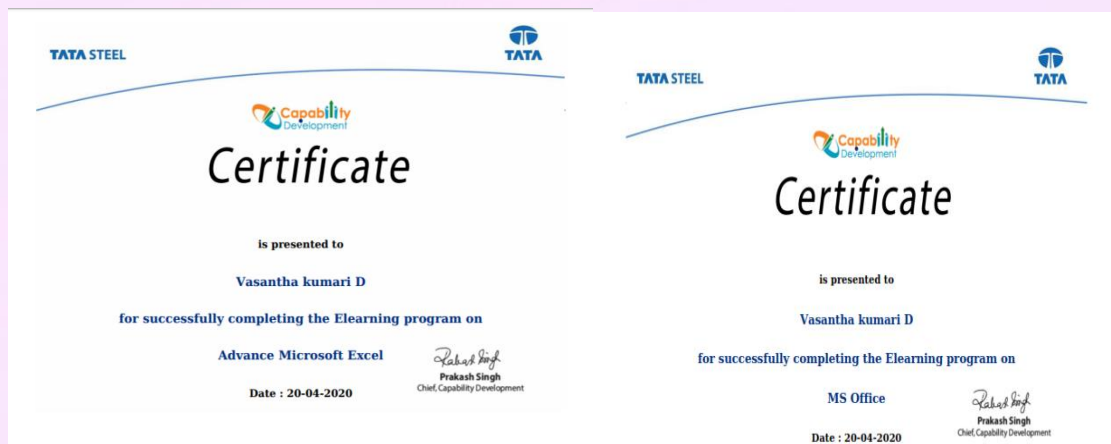 TATA STEEL
TATA
Capability
Development
Certificate
is presented to
Vasantha kumari D
for successfully completing the Elearning program on
Advance Microsoft Excel
Prakash Singh
Chief, Capability Development
Date : 20-04-2020
TATA STEEL
TATA
Capability
Development
Certificate
is presented to
Vasantha kumari D
for successfully completing the Elearning program on
MS Office
Prakash Singh
Chief, Capability Development
Date : 20-04-2020